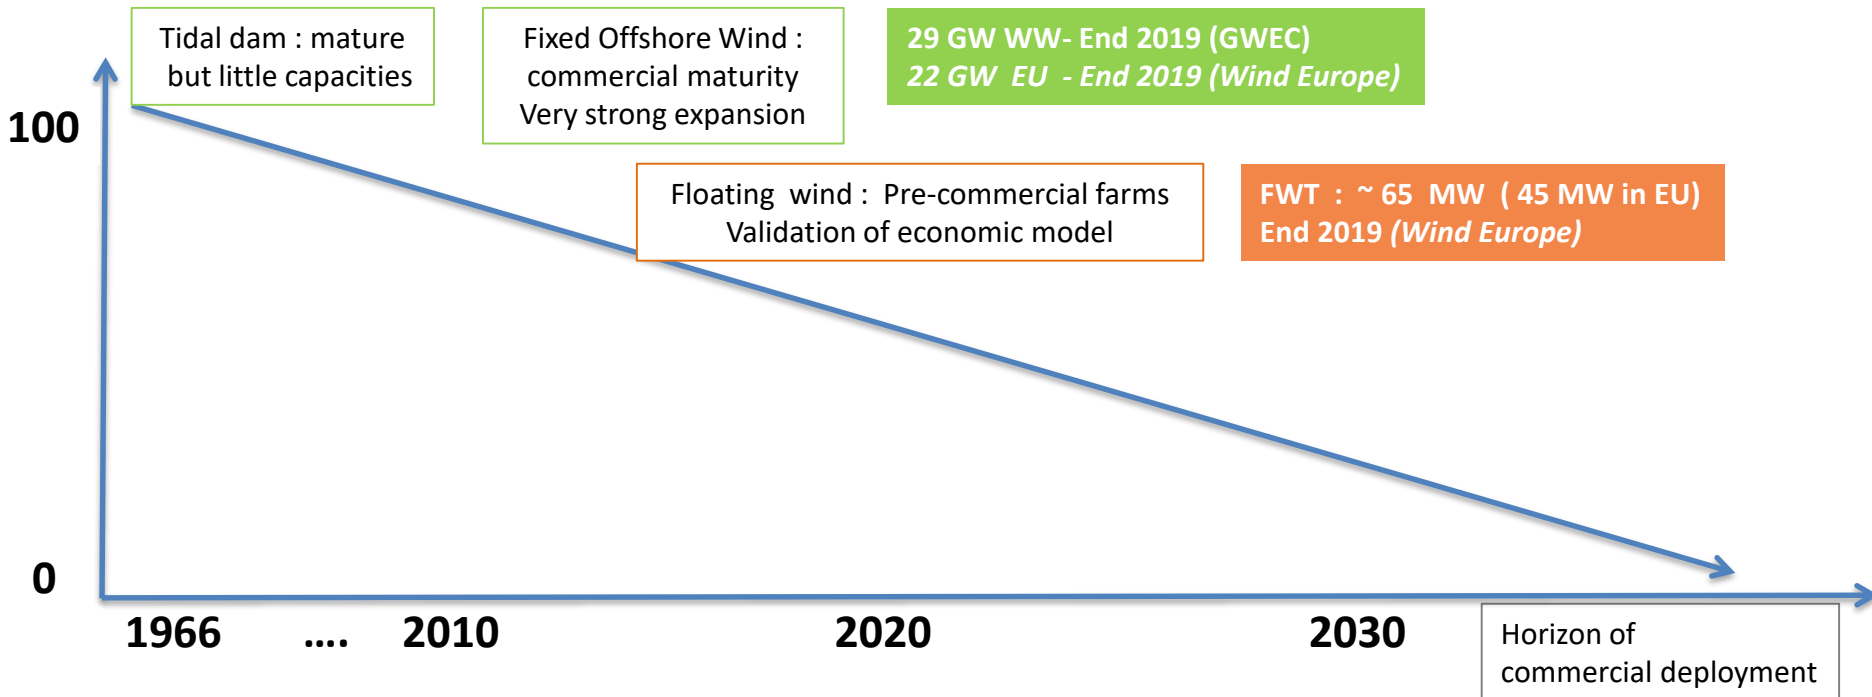 Tidal dam : mature
but little capacities
Fixed Offshore Wind :
commercial maturity
Very strong expansion
29 GW WW- End 2019 (GWEC)
22 GW EU - End 2019 (Wind Europe)
100
Floating wind : Pre-commercial farms
Validation of economic model
FWT : ~ 65 MW ( 45 MW in EU)
End 2019 (Wind Europe)
0
1966 .... 2010 2020 2030
Horizon of
commercial deployment